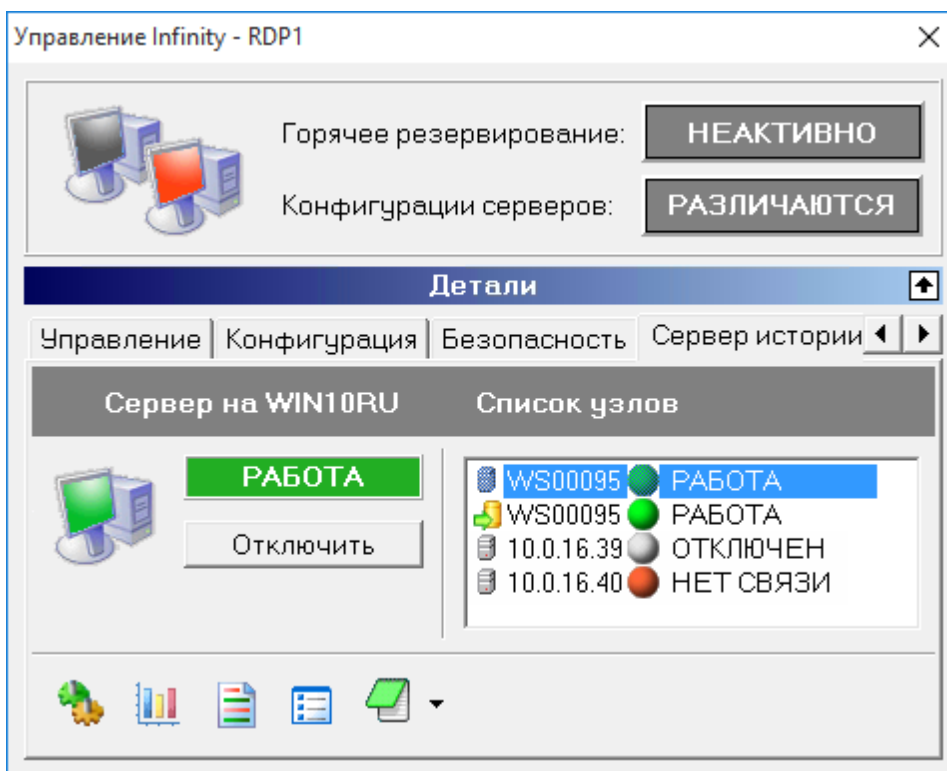 Управление Infinity - RDP1
Горячее резервирование: НЕАКТИВНО
Конфигурации серверов: РАЗЛИЧАЮТСЯ
Детали
Управление Конфигурация Безопасность Сервер истории
Сервер на WIN10RU Список узлов
РАБОТА
Отключить
WS00095 РАБОТА
WS00095 РАБОТА
10.0.16.39 ОТКЛЮЧЕН
10.0.16.40 НЕТ СВЯЗИ